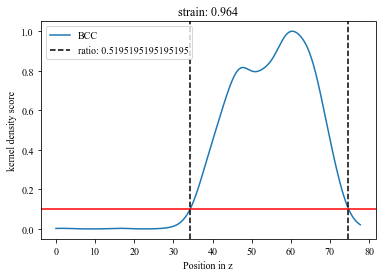 strain: 0.964
BCC
ratio: 0.5195195195195195
kernel density score
1.0
0.8
0.6
0.4
0.2
0.0
0 10 20 30 40 50 60 70 80
Position in z